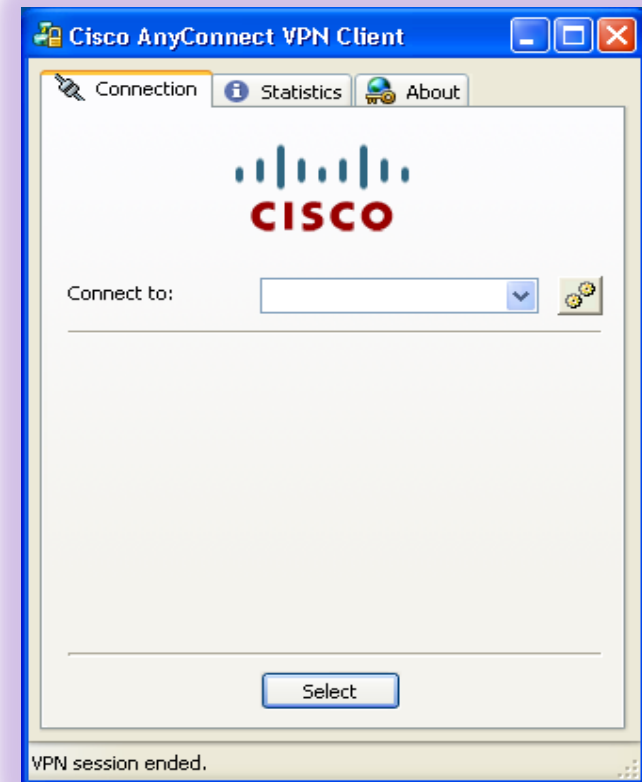 Cisco AnyConnect VPN Client
Connection Statistics About
CISCO
Connect to:
Select
VPN session ended.